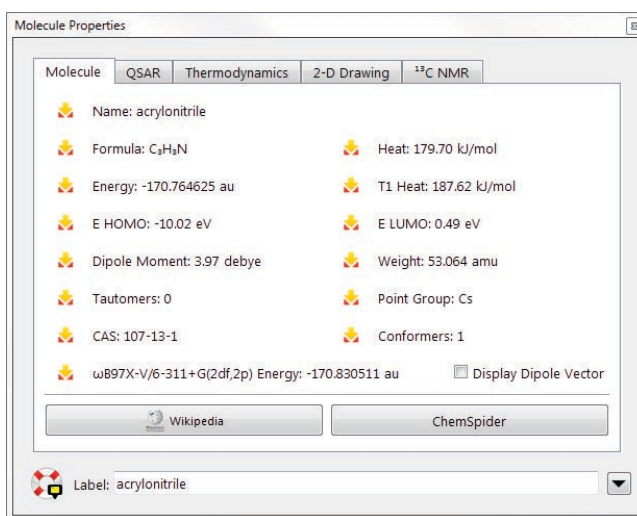 Molecule Properties
Molecule QSAR Thermodynamics 2-D Drawing ¹³C NMR
Name: acrylonitrile
Formula: C₃H₃N Heat: 179.70 kJ/mol
Energy: -170.764625 au T1 Heat: 187.62 kJ/mol
E HOMO: -10.02 eV E LUMO: 0.49 eV
Dipole Moment: 3.97 debye Weight: 53.064 amu
Tautomers: 0 Point Group: Cs
CAS: 107-13-1 Conformers: 1
ωB97X-V/6-311+G(2df,2p) Energy: -170.830511 au Display Dipole Vector
Wikipedia ChemSpider
Label: acrylonitrile